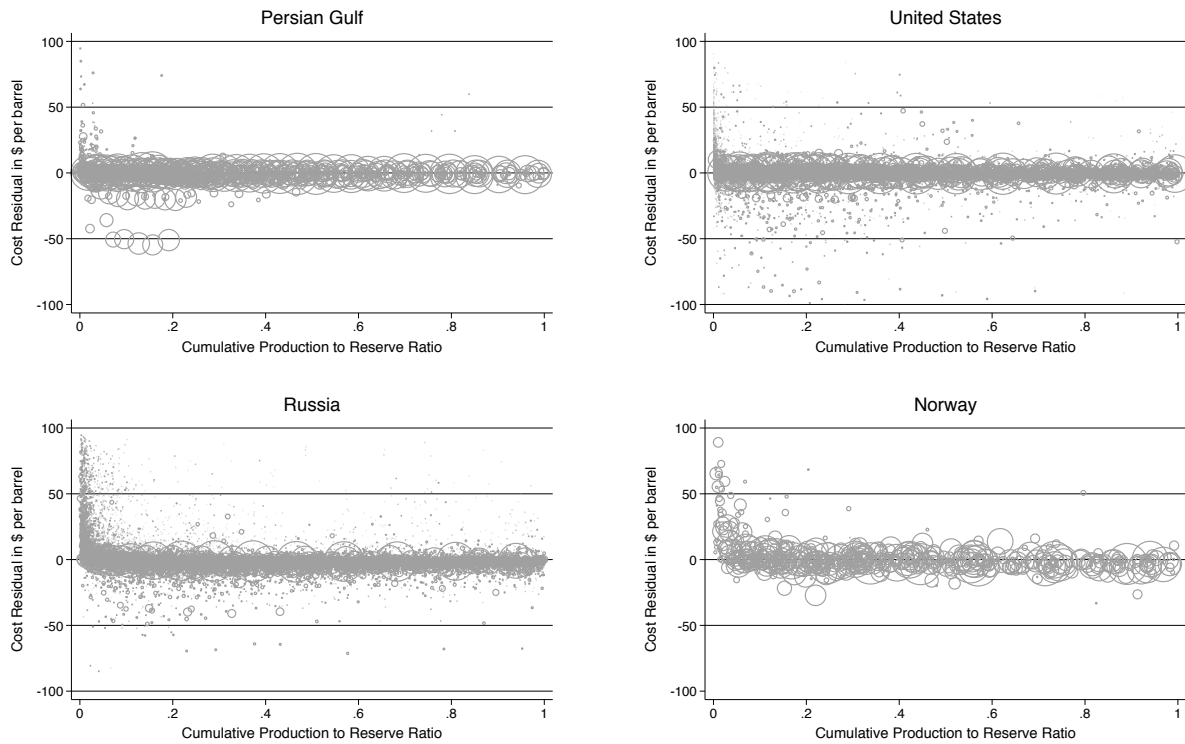 Persian Gulf
Cost Residual in $ per barrel
100
50
0
-50
-100
0 .2 .4 .6 .8 1
Cumulative Production to Reserve Ratio
United States
Cost Residual in $ per barrel
100
50
0
-50
-100
0 .2 .4 .6 .8 1
Cumulative Production to Reserve Ratio
Russia
Cost Residual in $ per barrel
100
50
0
-50
-100
0 .2 .4 .6 .8 1
Cumulative Production to Reserve Ratio
Norway
Cost Residual in $ per barrel
100
50
0
-50
-100
0 .2 .4 .6 .8 1
Cumulative Production to Reserve Ratio